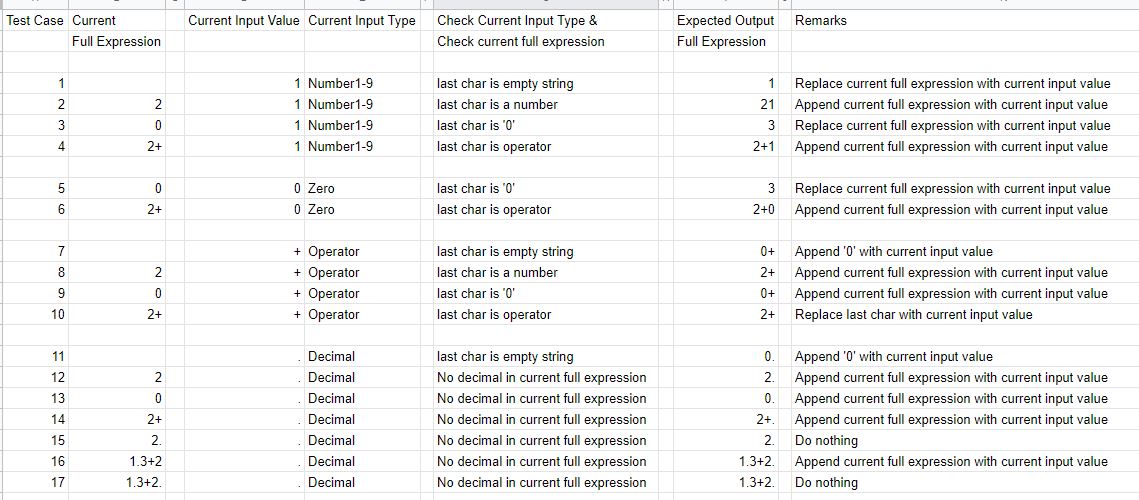 Test Case Current Current Input Value Current Input Type Check Current Input Type & Expected Output Remarks
Full Expression Check current full expression Full Expression
1 1 Number1-9 last char is empty string 1 Replace current full expression with current input value
2 2 1 Number1-9 last char is a number 21 Append current full expression with current input value
3 0 1 Number1-9 last char is '0' 3 Replace current full expression with current input value
4 2+ 1 Number1-9 last char is operator 2+1 Append current full expression with current input value
5 0 0 Zero last char is '0' 3 Replace current full expression with current input value
6 2+ 0 Zero last char is operator 2+0 Append current full expression with current input value
7 + Operator last char is empty string 0+ Append '0' with current input value
8 2 + Operator last char is a number 2+ Append current full expression with current input value
9 0 + Operator last char is '0' 0+ Append current full expression with current input value
10 2+ + Operator last char is operator 2+ Replace last char with current input value
11 . Decimal last char is empty string 0. Append '0' with current input value
12 2 . Decimal No decimal in current full expression 2. Append current full expression with current input value
13 0 . Decimal No decimal in current full expression 0. Append current full expression with current input value
14 2+ . Decimal No decimal in current full expression 2+. Append current full expression with current input value
15 2. . Decimal No decimal in current full expression 2. Do nothing
16 1.3+2 . Decimal No decimal in current full expression 1.3+2. Append current full expression with current input value
17 1.3+2. . Decimal No decimal in current full expression 1.3+2. Do nothing